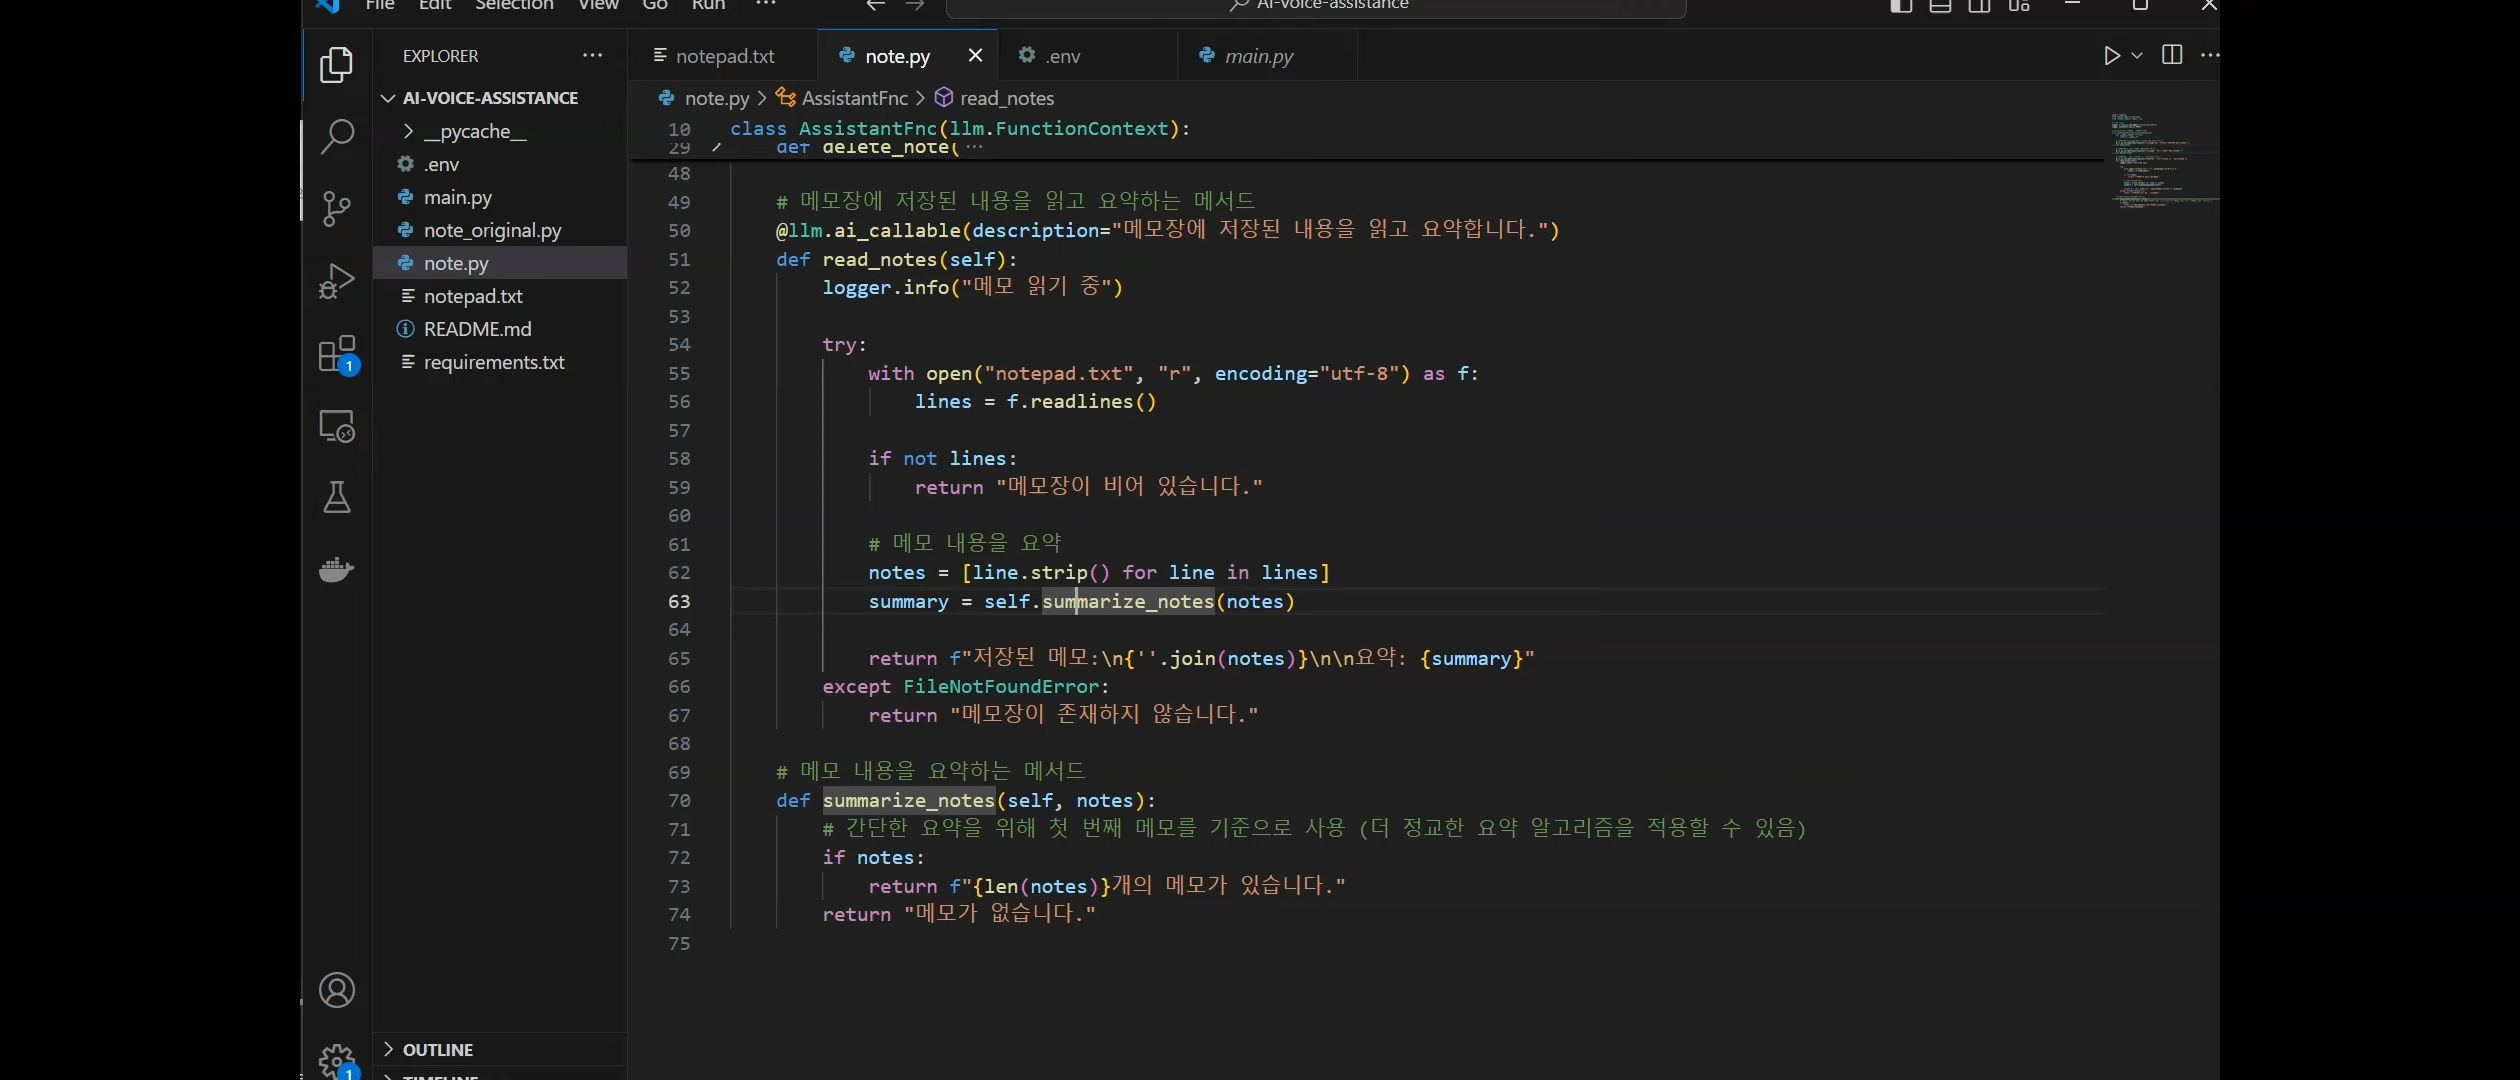 File Edit Selection View Go Run ···
AI-voice-assistance
EXPLORER ···
notepad.txt
note.py
.env
main.py
AI-VOICE-ASSISTANCE
__pycache__
.env
main.py
note_original.py
note.py
notepad.txt
README.md
requirements.txt
OUTLINE
TIMELINE
1
1
note.py > AssistantFnc > read_notes
10 class AssistantFnc(llm.FunctionContext):
29 def delete_note( ···
48
49 # 메모장에 저장된 내용을 읽고 요약하는 메서드
50 @llm.ai_callable(description="메모장에 저장된 내용을 읽고 요약합니다.")
51 def read_notes(self):
52 logger.info("메모 읽기 중")
53
54 try:
55 with open("notepad.txt", "r", encoding="utf-8") as f:
56 lines = f.readlines()
57
58 if not lines:
59 return "메모장이 비어 있습니다."
60
61 # 메모 내용을 요약
62 notes = [line.strip() for line in lines]
63 summary = self.summarize_notes(notes)
64
65 return f"저장된 메모:\n{''.join(notes)}\n\n요약: {summary}"
66 except FileNotFoundError:
67 return "메모장이 존재하지 않습니다."
68
69 # 메모 내용을 요약하는 메서드
70 def summarize_notes(self, notes):
71 # 간단한 요약을 위해 첫 번째 메모를 기준으로 사용 (더 정교한 요약 알고리즘을 적용할 수 있음)
72 if notes:
73 return f"{len(notes)}개의 메모가 있습니다."
74 return "메모가 없습니다."
75